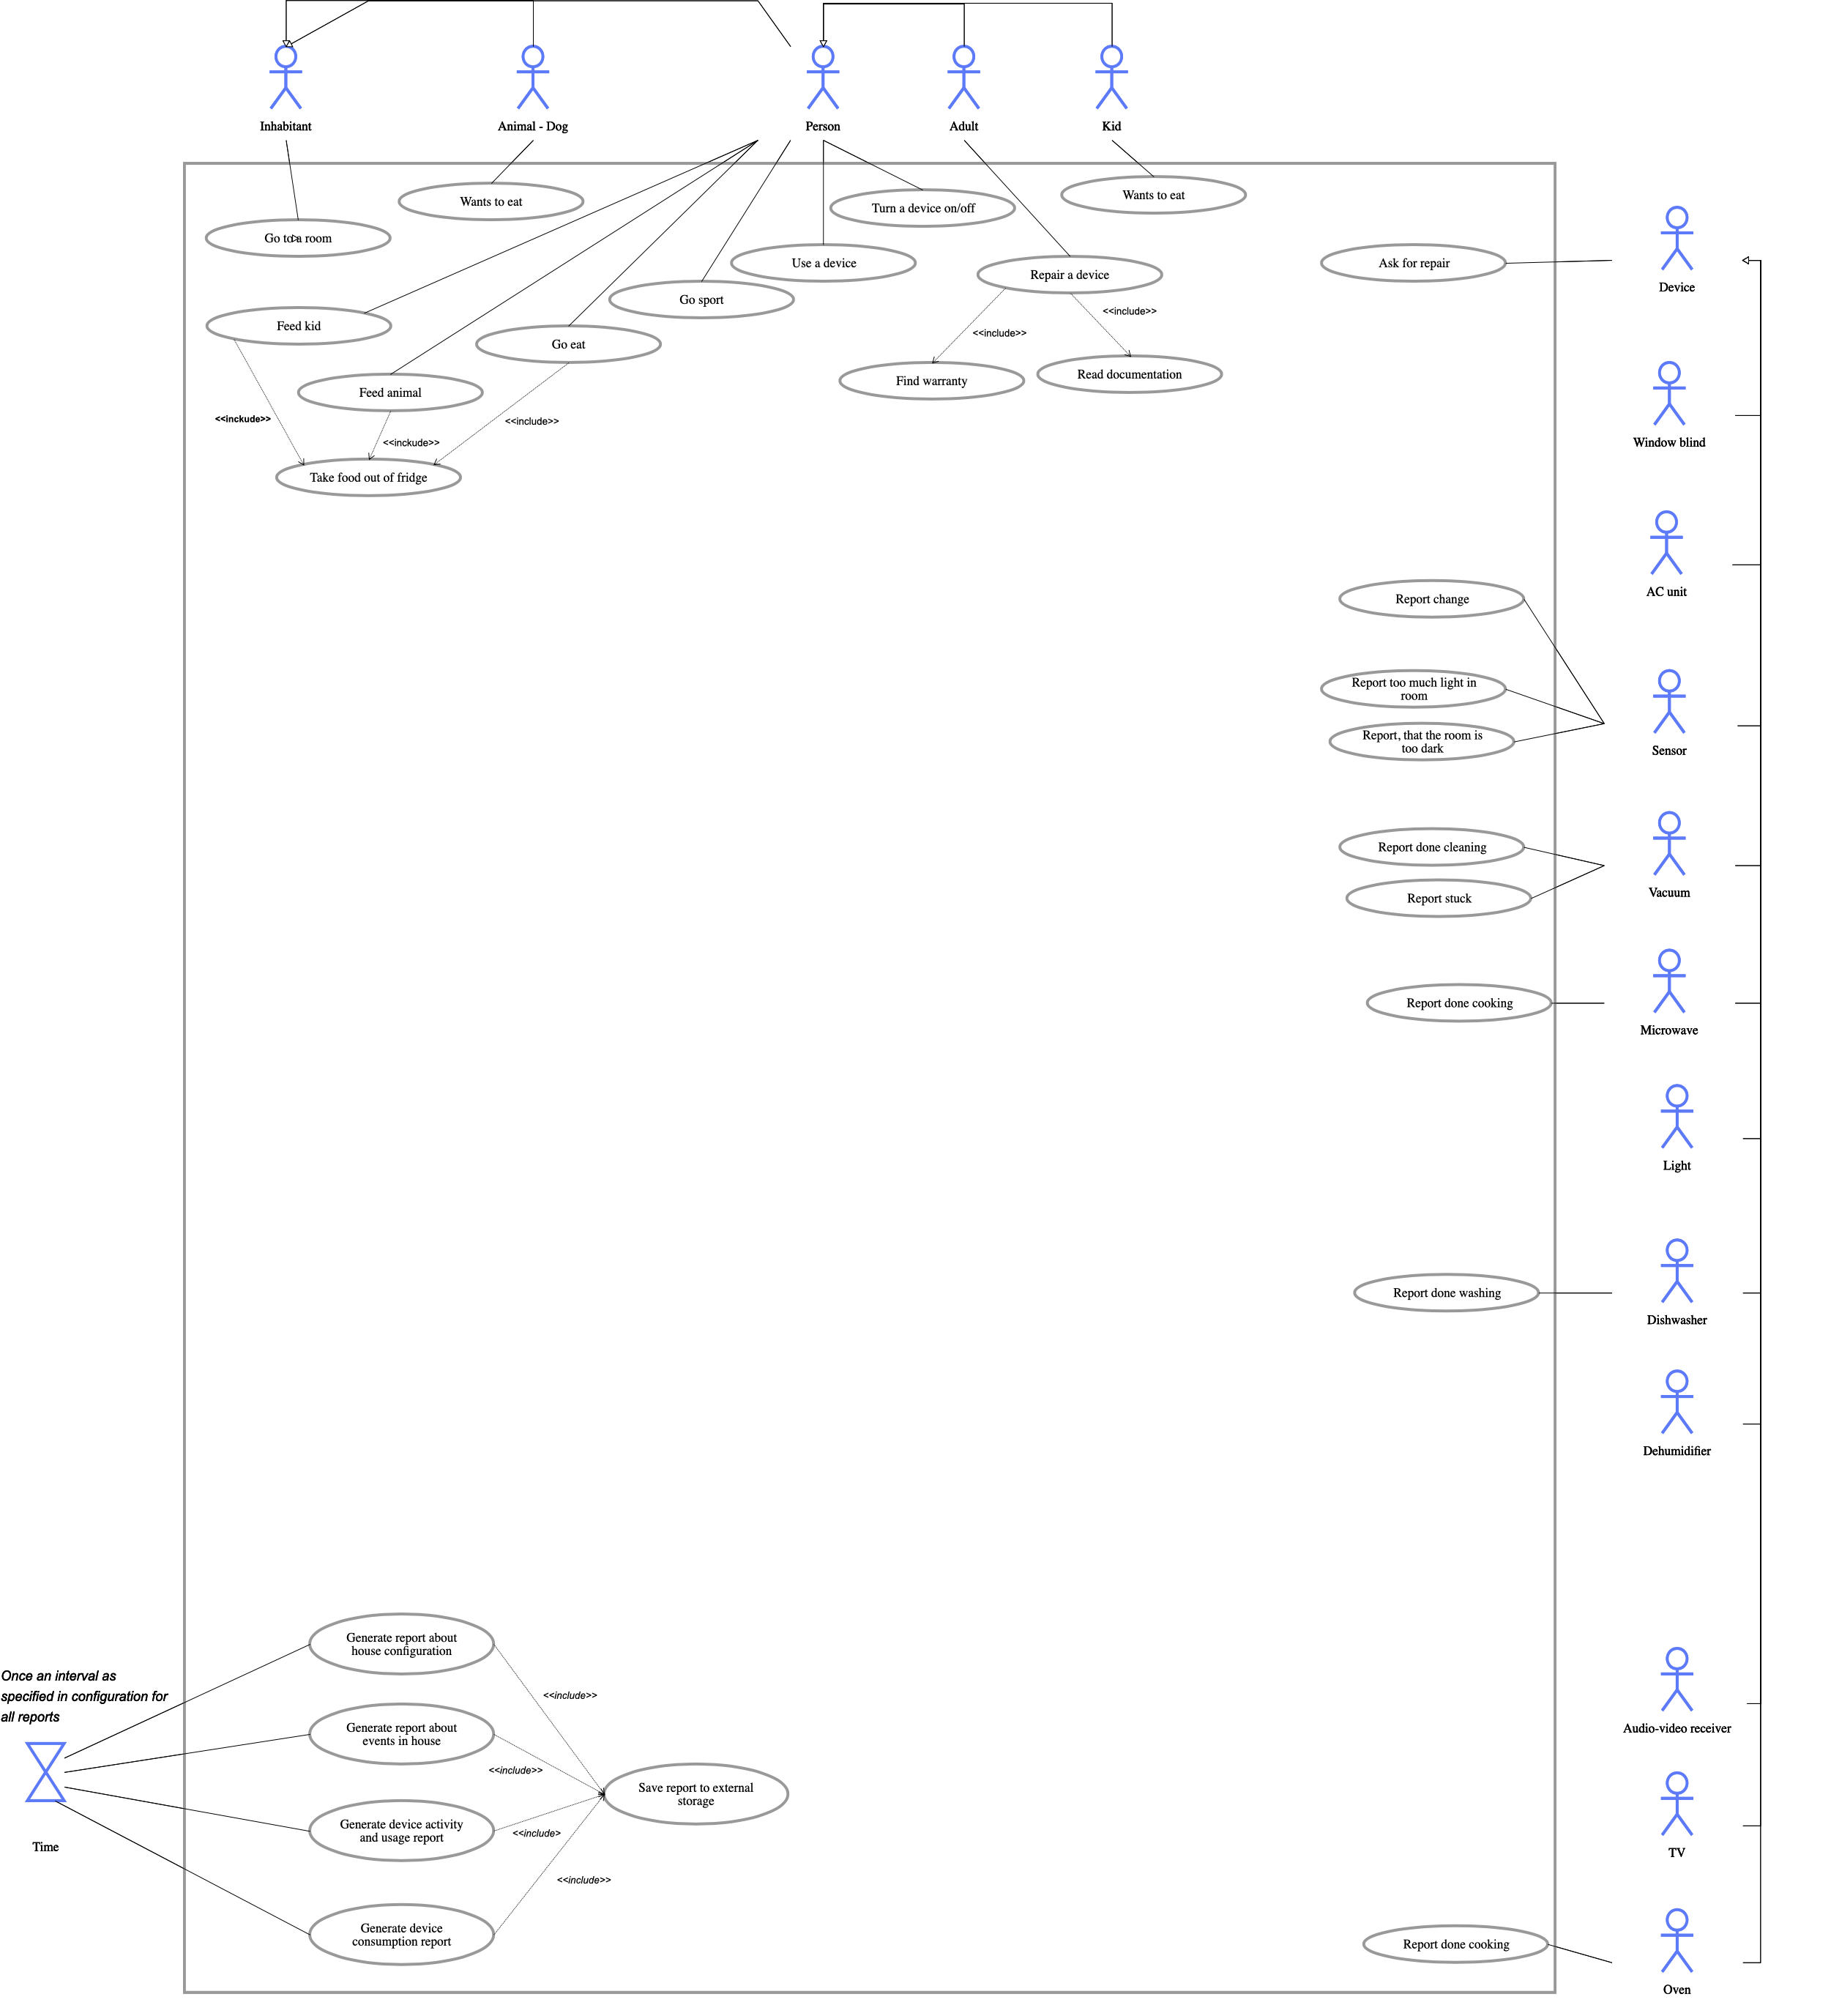 Inhabitant
Animal - Dog
Person
Adult
Kid
Wants to eat
Wants to eat
Turn a device on/off
Go to a room
Use a device
Ask for repair
Repair a device
Device
Go sport
<<include>>
Feed kid
<<include>>
Go eat
Find warranty
Read documentation
Feed animal
<<inckude>>
<<include>>
<<inckude>>
Window blind
Take food out of fridge
AC unit
Report change
Report too much light in
room
Report, that the room is
too dark
Sensor
Report done cleaning
Vacuum
Report stuck
Report done cooking
Microwave
Light
Report done washing
Dishwasher
Dehumidifier
Generate report about
house configuration
Once an interval as
specified in configuration for
all reports
<<include>>
Generate report about
events in house
Audio-video receiver
<<include>>
Save report to external
storage
Generate device activity
and usage report
<<include>
Time
TV
<<include>>
Generate device
consumption report
Report done cooking
Oven